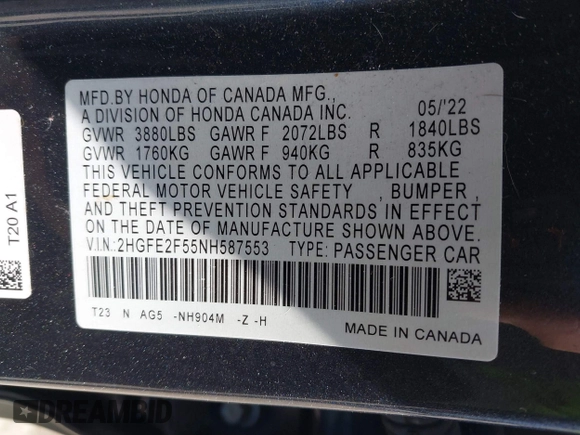 MFD.BY HONDA OF CANADA MFG.,
A DIVISION OF HONDA CANADA INC. 05/'22
GVWR 3880LBS GAWR F 2072LBS R 1840LBS
GVWR 1760KG GAWR F 940KG R 835KG
THIS VEHICLE CONFORMS TO ALL APPLICABLE
FEDERAL MOTOR VEHICLE SAFETY , BUMPER ,
AND THEFT PREVENTION STANDARDS IN EFFECT
ON THE DATE OF MANUFACTURE SHOWN ABOVE.
V.I.N.:2HGFE2F55NH587553 TYPE: PASSENGER CAR
T23 N AG5 -NH904M -Z -H
MADE IN CANADA
T20 A1
DREAMBID